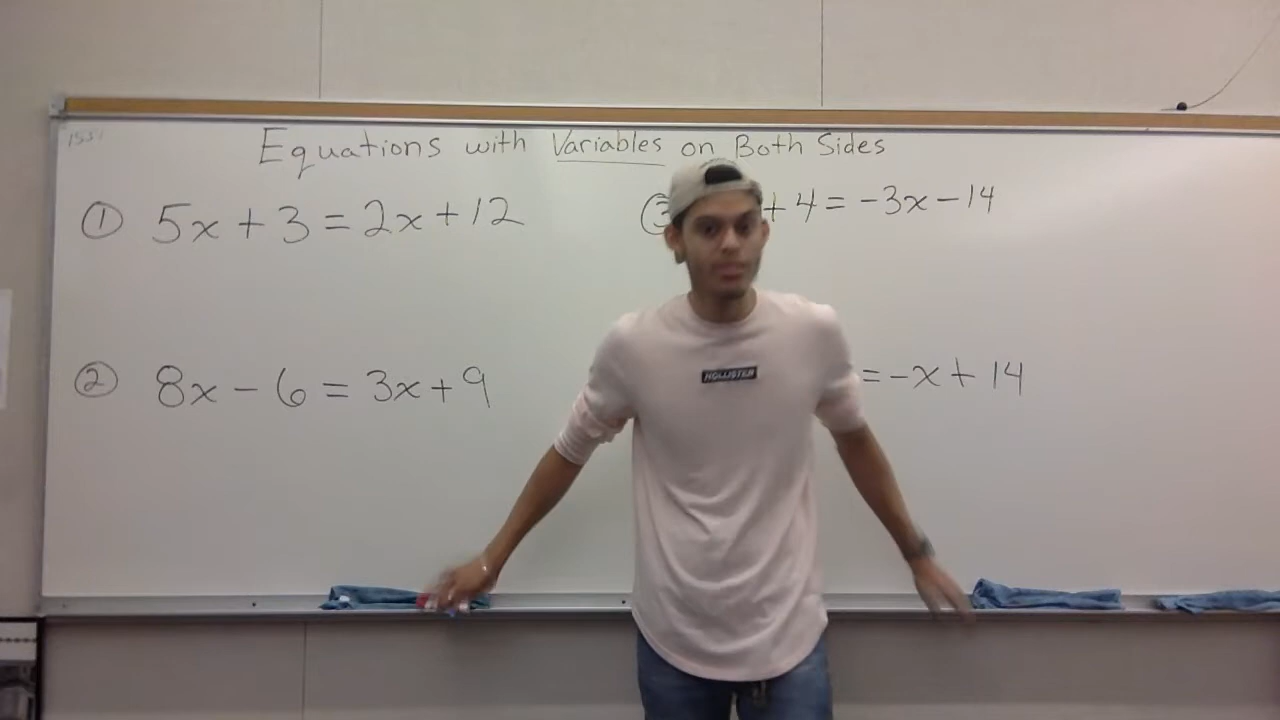 Equations with Variables on Both Sides
① 5x + 3 = 2x + 12
② 8x - 6 = 3x + 9
③ + 4 = -3x - 14
= -x + 14
HOLLISTER